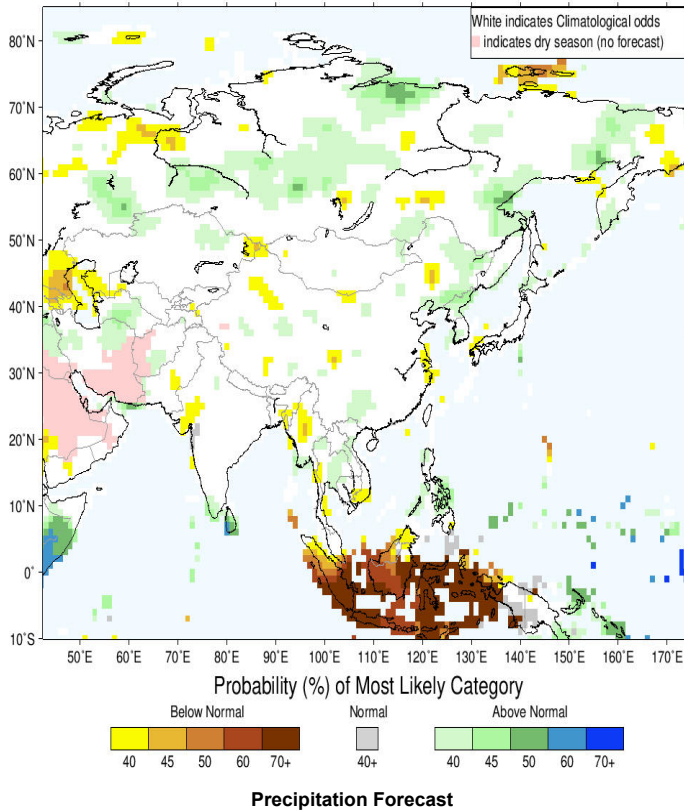 White indicates Climatological odds
indicates dry season (no forecast)
80°N
70°N
60°N
50°N
40°N
30°N
20°N
10°N
0°
10°S
50°E 60°E 70°E 80°E 90°E 100°E 110°E 120°E 130°E 140°E 150°E 160°E 170°E
Probability (%) of Most Likely Category
Below Normal Normal Above Normal
40 45 50 60 70+ 40+ 40 45 50 60 70+
Precipitation Forecast